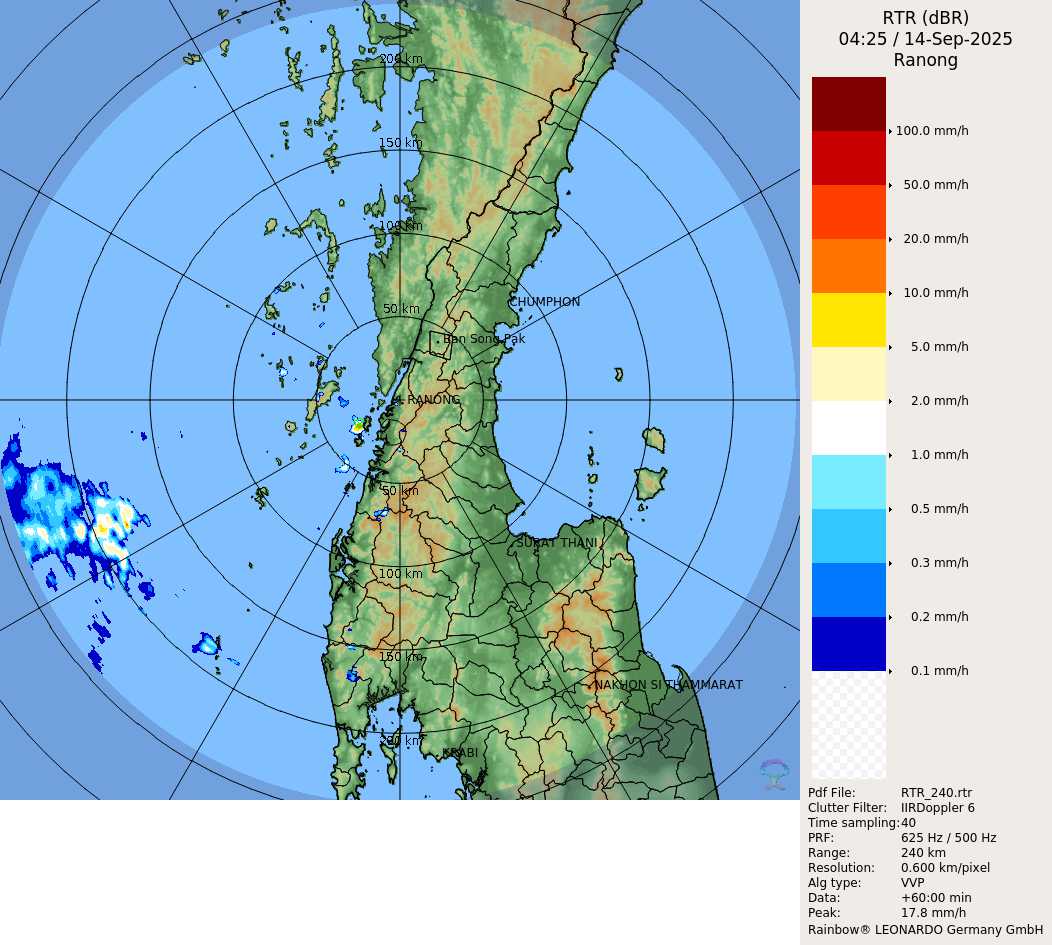 RTR (dBR)
04:25 / 14-Sep-2025
Ranong
200 km
150 km
100 km
50 km
CHUMPHON
Ban Song Pak
RANONG
50 km
SURAT THANI
100 km
150 km
NAKHON SI THAMMARAT
200 km
KRABI
100.0 mm/h
50.0 mm/h
20.0 mm/h
10.0 mm/h
5.0 mm/h
2.0 mm/h
1.0 mm/h
0.5 mm/h
0.3 mm/h
0.2 mm/h
0.1 mm/h
Pdf File: RTR_240.rtr
Clutter Filter: IIRDoppler 6
Time sampling: 40
PRF: 625 Hz / 500 Hz
Range: 240 km
Resolution: 0.600 km/pixel
Alg type: VVP
Data: +60:00 min
Peak: 17.8 mm/h
Rainbow® LEONARDO Germany GmbH